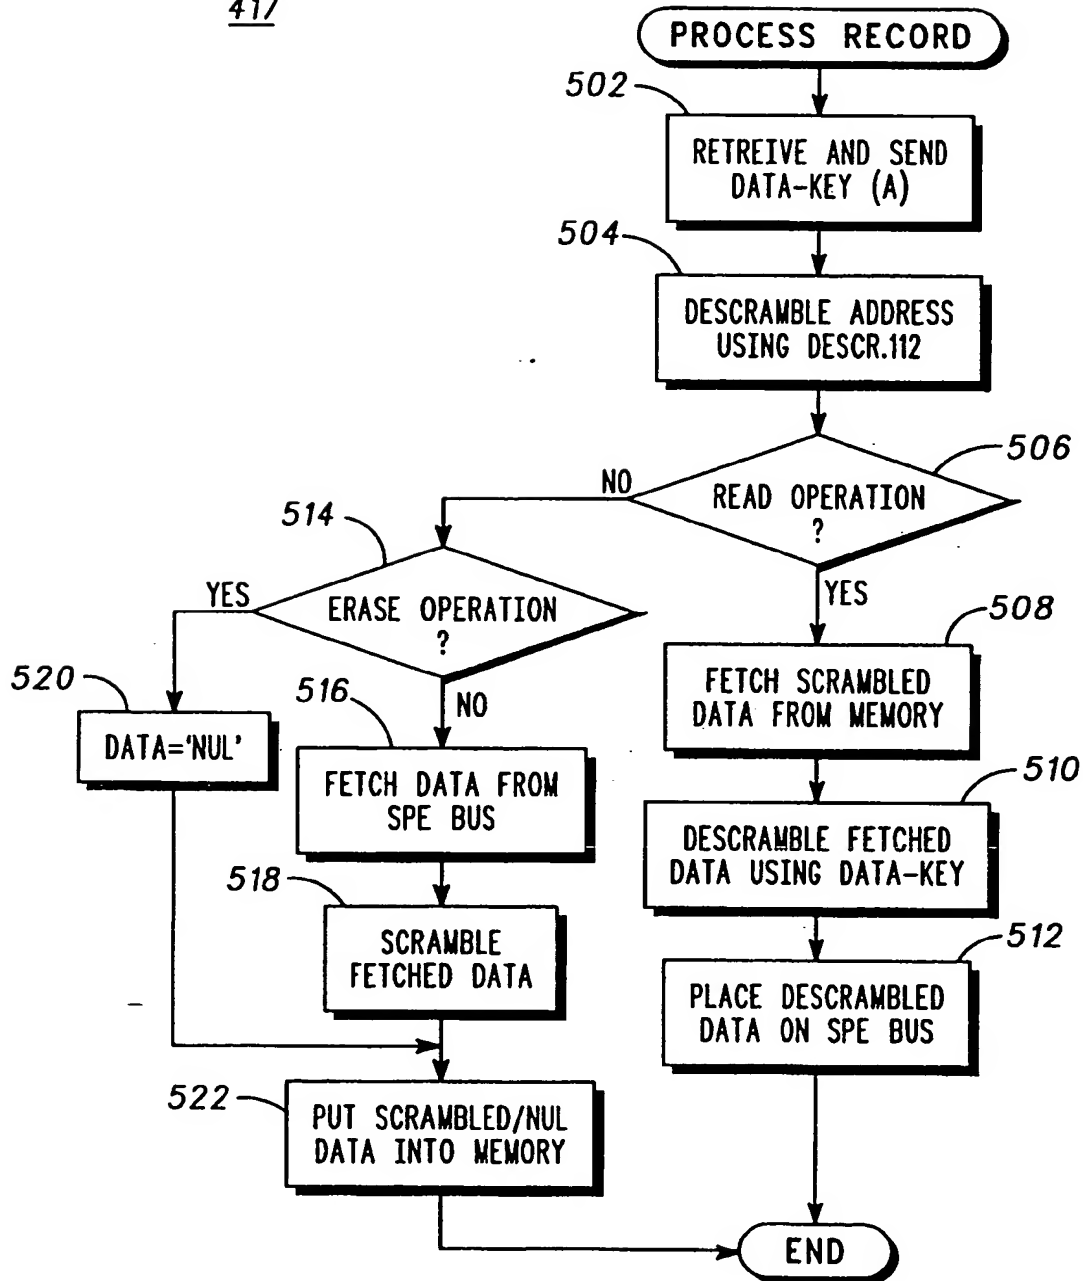 417
PROCESS RECORD
502
RETREIVE AND SEND
DATA-KEY (A)
504
DESCRAMBLE ADDRESS
USING DESCR.112
506
READ OPERATION
?
NO
YES
514
ERASE OPERATION
?
YES
NO
508
FETCH SCRAMBLED
DATA FROM MEMORY
520
DATA='NUL'
516
FETCH DATA FROM
SPE BUS
510
DESCRAMBLE FETCHED
DATA USING DATA-KEY
518
SCRAMBLE
FETCHED DATA
512
PLACE DESCRAMBLED
DATA ON SPE BUS
522
PUT SCRAMBLED/NUL
DATA INTO MEMORY
END